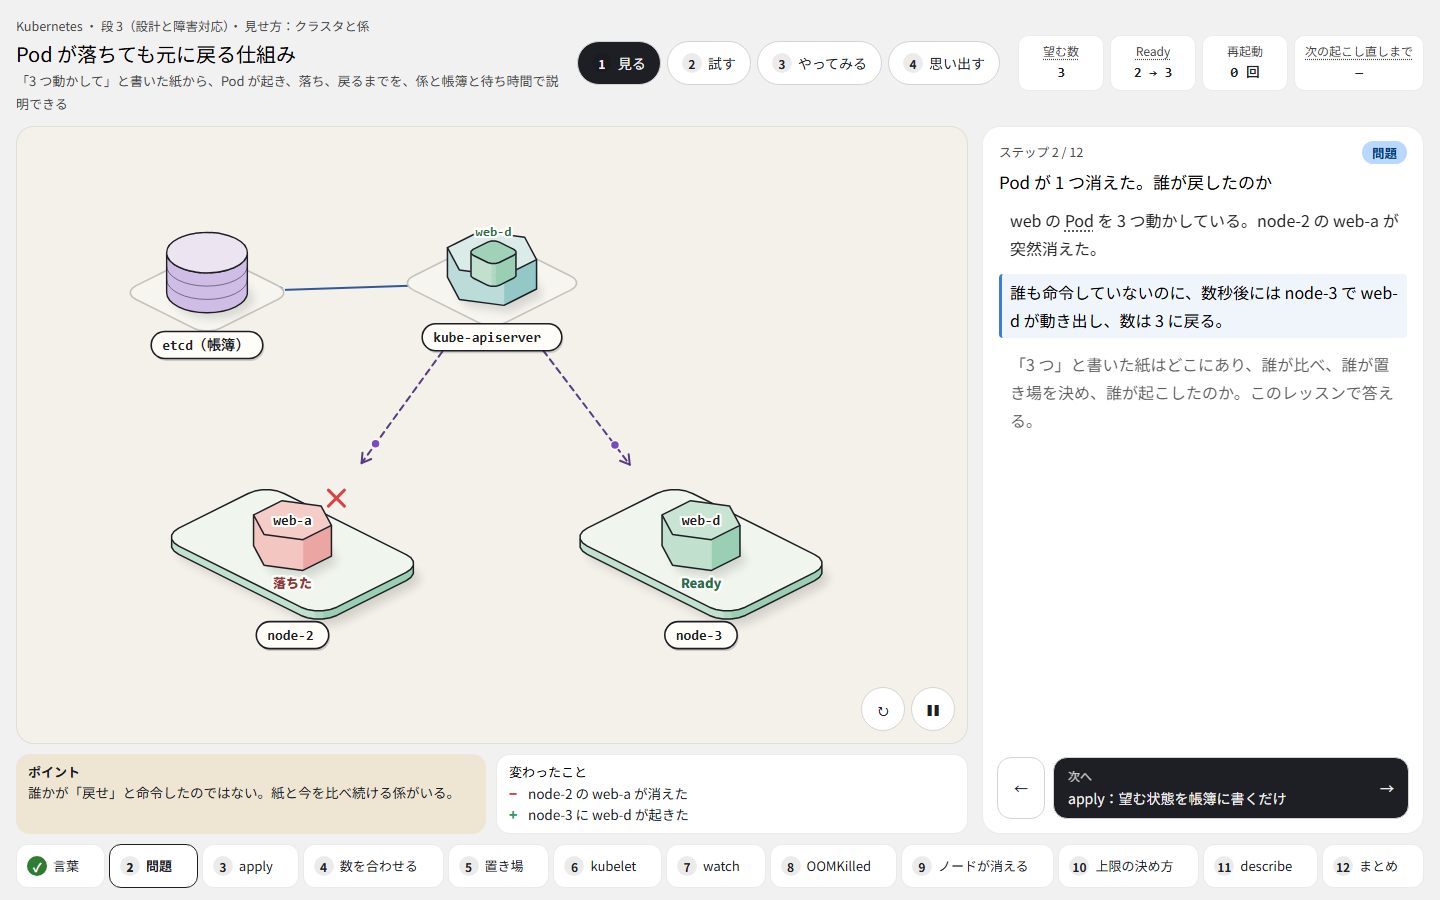 Kubernetes ・ 段 3（設計と障害対応）・ 見せ方：クラスタと係
Pod が落ちても元に戻る仕組み
「3 つ動かして」と書いた紙から、Pod が起き、落ち、戻るまでを、係と帳簿と待ち時間で説
明できる
1 見る
2 試す
3 やってみる
4 思い出す
望む数
3
Ready
2 → 3
再起動
0 回
次の起こし直しまで
—
web-d
etcd（帳簿）
kube-apiserver
web-a
落ちた
node-2
web-d
Ready
node-3
ステップ 2 / 12
問題
Pod が 1 つ消えた。誰が戻したのか
web の Pod を 3 つ動かしている。node-2 の web-a が
突然消えた。
誰も命令していないのに、数秒後には node-3 で web-
d が動き出し、数は 3 に戻る。
「3 つ」と書いた紙はどこにあり、誰が比べ、誰が置
き場を決め、誰が起こしたのか。このレッスンで答え
る。
←
次へ
apply：望む状態を帳簿に書くだけ
→
ポイント
誰かが「戻せ」と命令したのではない。紙と今を比べ続ける係がいる。
変わったこと
− node-2 の web-a が消えた
+ node-3 に web-d が起きた
✓ 言葉
2 問題
3 apply
4 数を合わせる
5 置き場
6 kubelet
7 watch
8 OOMKilled
9 ノードが消える
10 上限の決め方
11 describe
12 まとめ